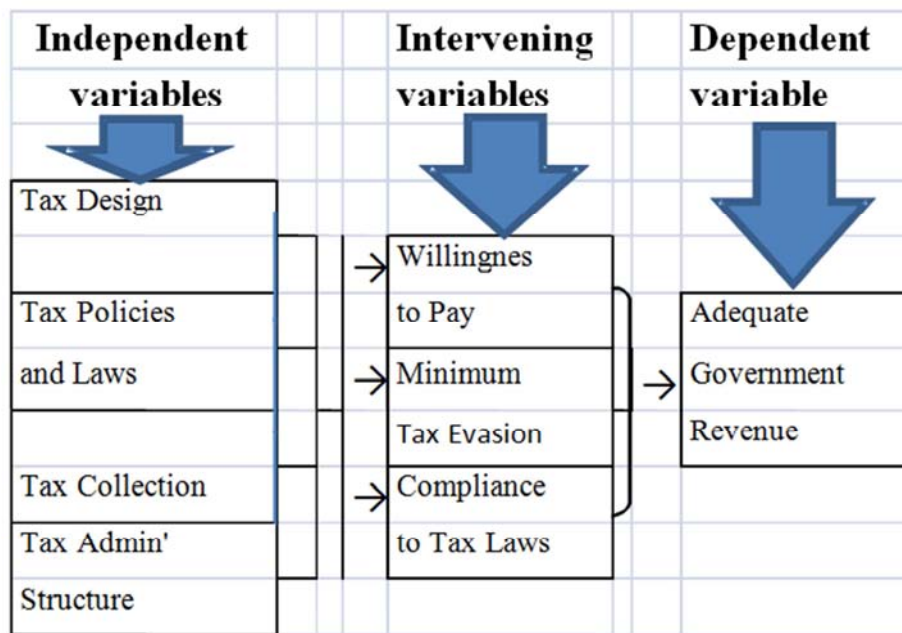 Independent
variables
Intervening
variables
Dependent
variable
Tax Design
Tax Policies
and Laws
Tax Collection
Tax Admin'
Structure
Willingnes
to Pay
Minimum
Tax Evasion
Compliance
to Tax Laws
Adequate
Government
Revenue